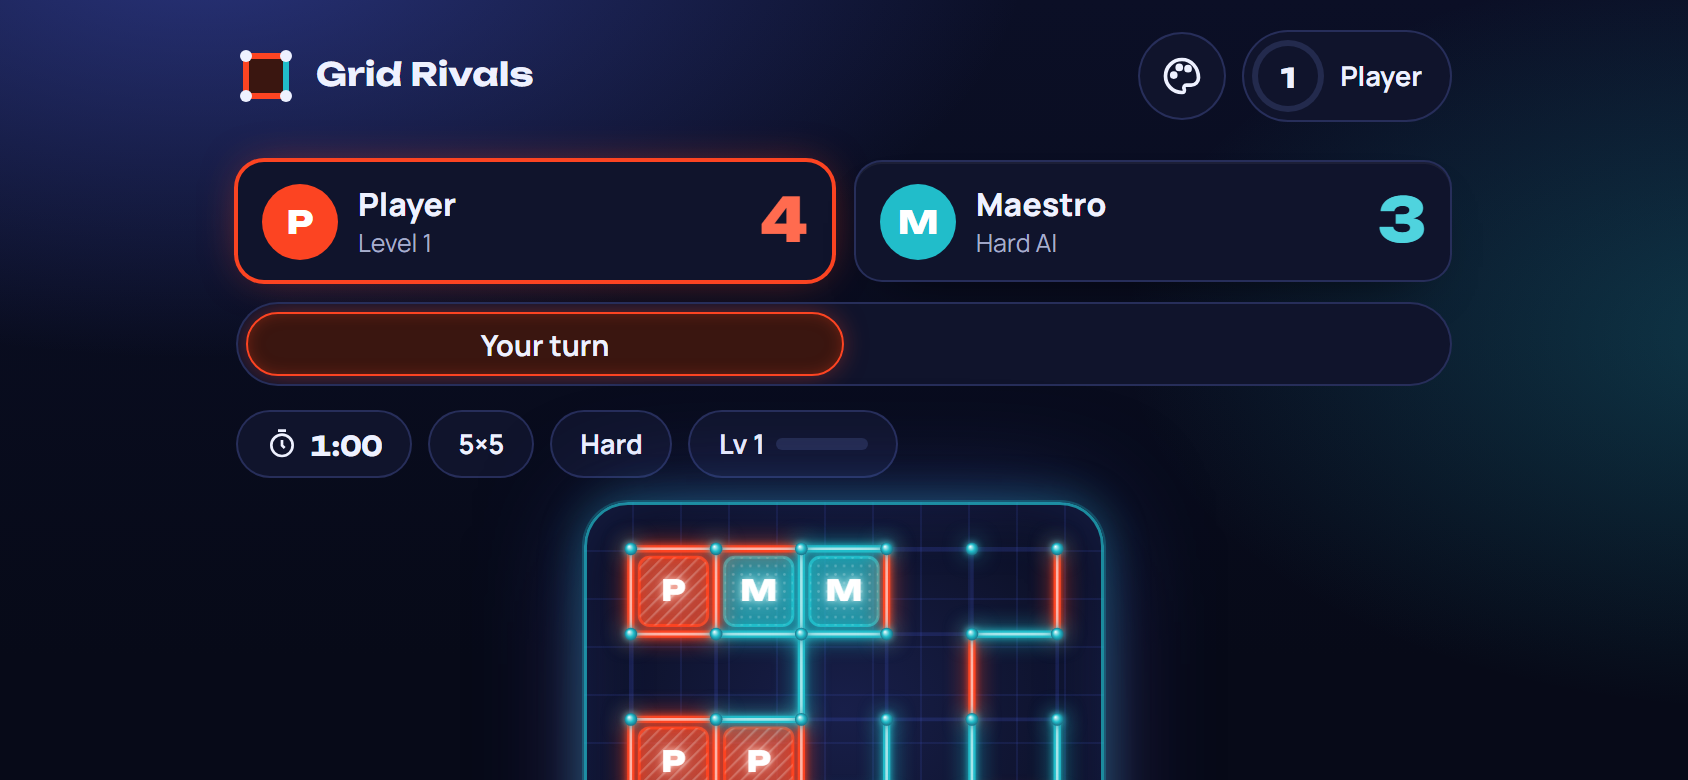 Grid Rivals
1 Player
P Player 4
Level 1
M Maestro 3
Hard AI
Your turn
1:00 5×5 Hard Lv 1
P M M
P P